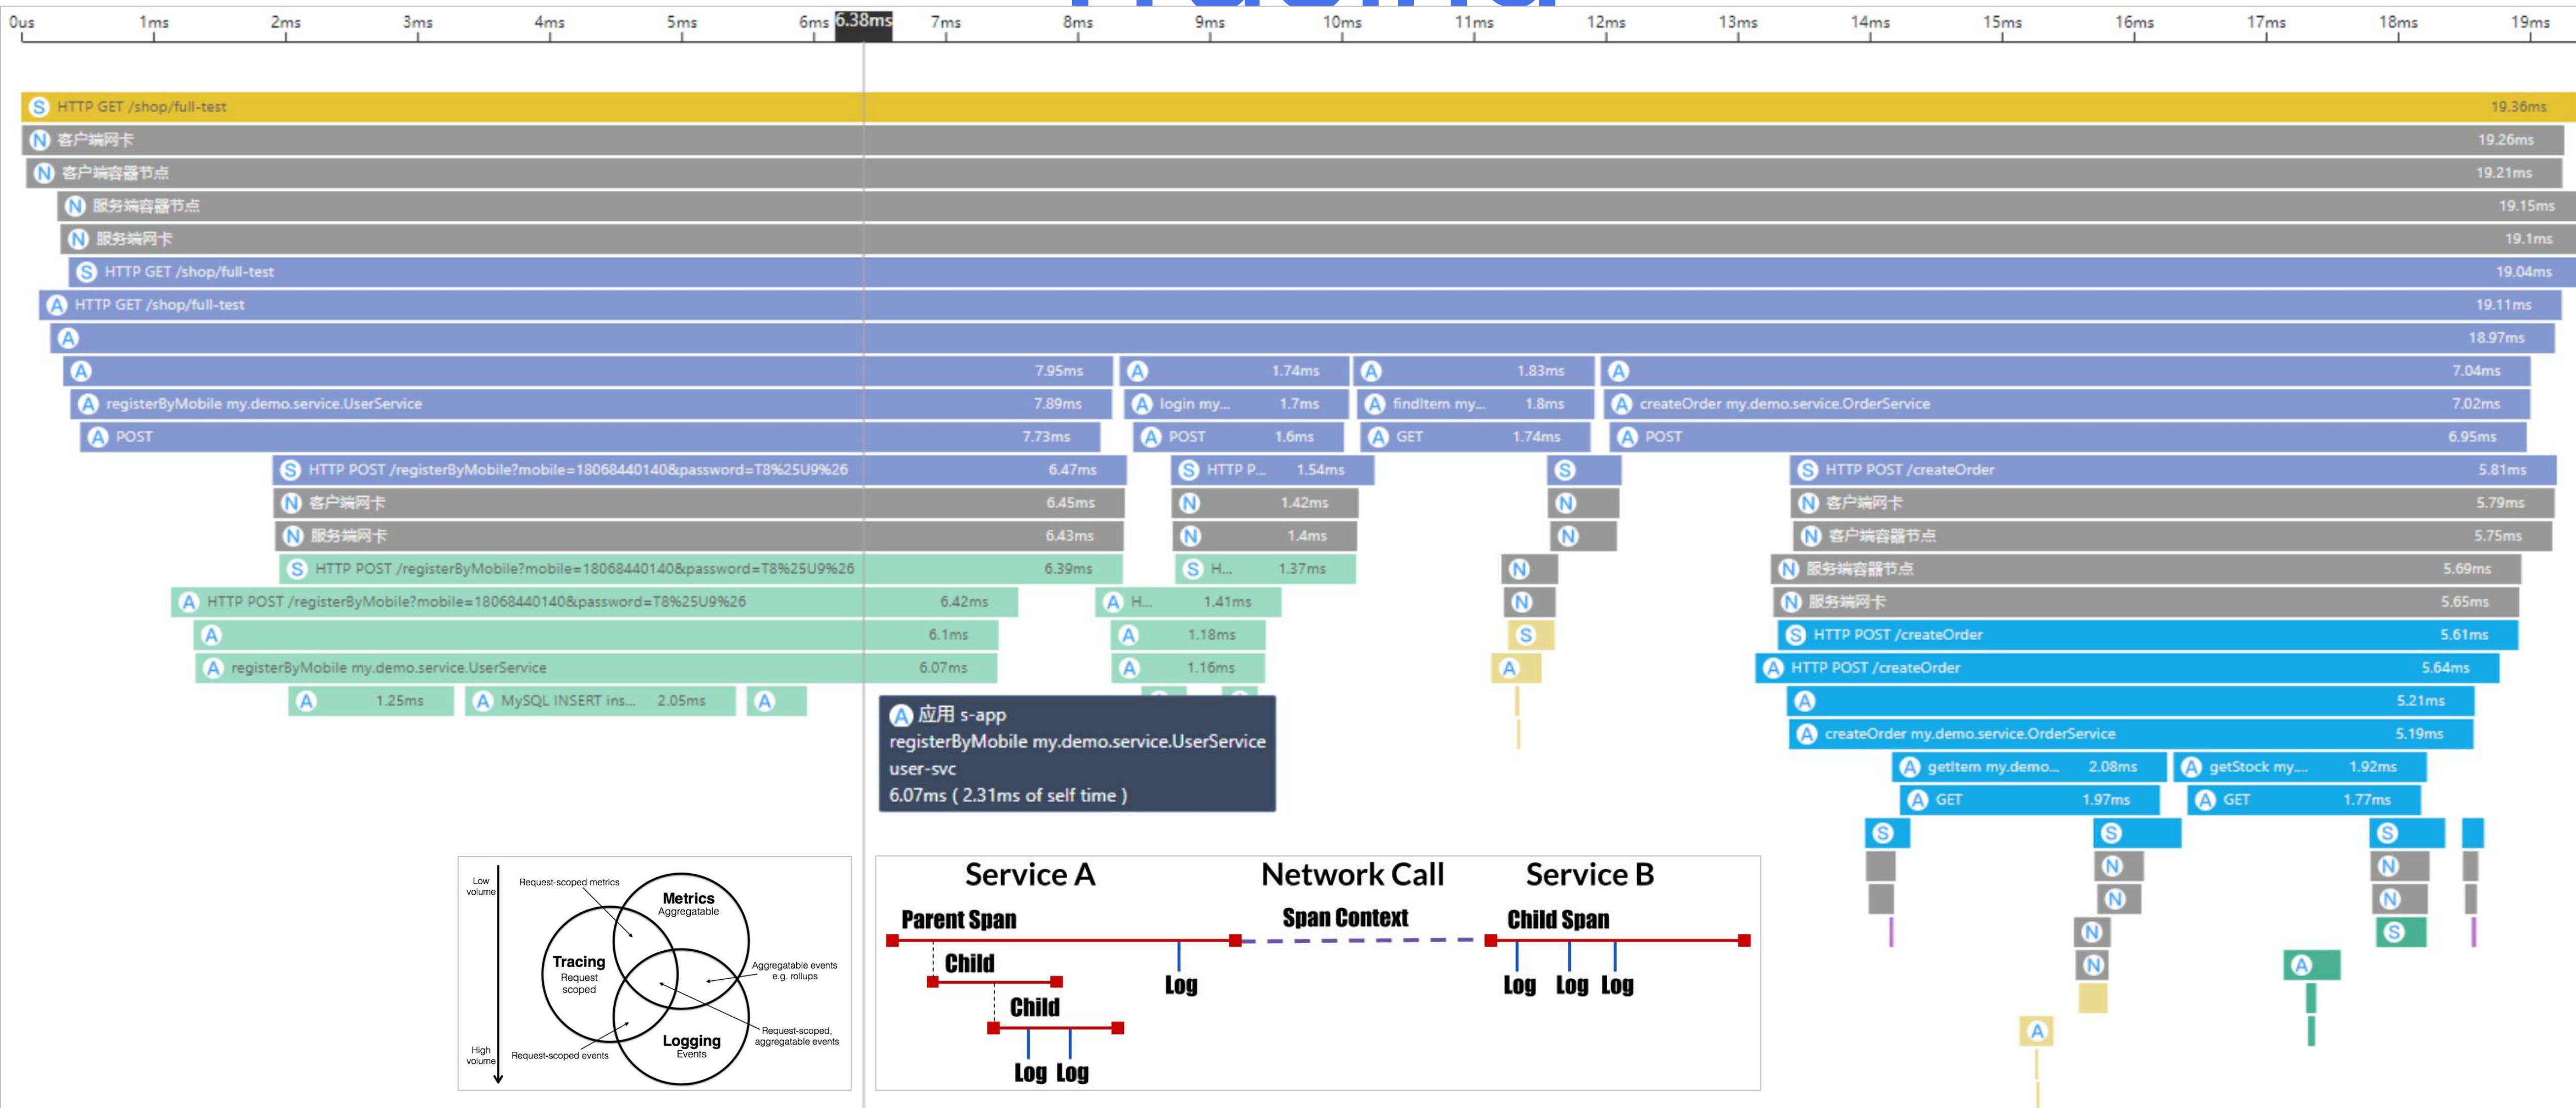 0us 1ms 2ms 3ms 4ms 5ms 6ms 6.38ms 7ms 8ms 9ms 10ms 11ms 12ms 13ms 14ms 15ms 16ms 17ms 18ms 19ms
S HTTP GET /shop/full-test 19.36ms
N 客户端网卡 19.26ms
N 客户端容器节点 19.21ms
N 服务端容器节点 19.15ms
N 服务端网卡 19.1ms
S HTTP GET /shop/full-test 19.04ms
A HTTP GET /shop/full-test 19.11ms
A 18.97ms
A 7.95ms A 1.74ms A 1.83ms A 7.04ms
A registerByMobile my.demo.service.UserService 7.89ms A login my... 1.7ms A findItem my... 1.8ms A createOrder my.demo.service.OrderService 7.02ms
A POST 7.73ms A POST 1.6ms A GET 1.74ms A POST 6.95ms
S HTTP POST /registerByMobile?mobile=18068440140&password=T8%25U9%26 6.47ms S HTTP P... 1.54ms S S HTTP POST /createOrder 5.81ms
N 客户端网卡 6.45ms N 1.42ms N N 客户端网卡 5.79ms
N 服务端网卡 6.43ms N 1.4ms N N 客户端容器节点 5.75ms
S HTTP POST /registerByMobile?mobile=18068440140&password=T8%25U9%26 6.39ms S H... 1.37ms N N 服务端容器节点 5.69ms
A HTTP POST /registerByMobile?mobile=18068440140&password=T8%25U9%26 6.42ms A H... 1.41ms N N 服务端网卡 5.65ms
A 6.1ms A 1.18ms S S HTTP POST /createOrder 5.61ms
A registerByMobile my.demo.service.UserService 6.07ms A 1.16ms A A HTTP POST /createOrder 5.64ms
A 1.25ms A MySQL INSERT ins... 2.05ms A A 5.21ms
A 应用 s-app
registerByMobile my.demo.service.UserService
user-svc
6.07ms ( 2.31ms of self time )
A createOrder my.demo.service.OrderService 5.19ms
A getItem my.demo... 2.08ms A getStock my.... 1.92ms
A GET 1.97ms A GET 1.77ms
S S S
N N
N N
N S
N A
A
Low volume
Request-scoped metrics
Metrics
Aggregatable
Tracing
Request scoped
Aggregatable events
e.g. rollups
Request-scoped,
aggregatable events
Logging
Events
Request-scoped events
High volume
Service A Network Call Service B
Parent Span Span Context Child Span
Child
Log Log Log Log
Child
Log Log